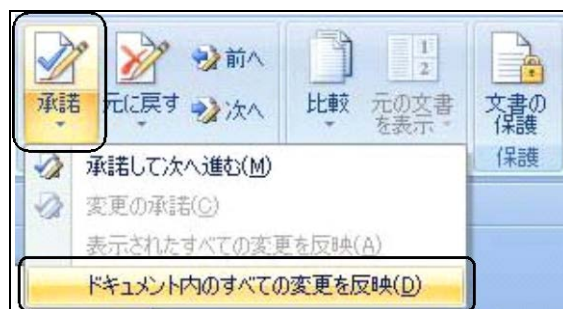 承諾
元に戻す
前へ
次へ
比較
元の文書
を表示
1
2
文書の
保護
保護
承諾して次へ進む(M)
変更の承諾(C)
表示されたすべての変更を反映(A)
ドキュメント内のすべての変更を反映(D)